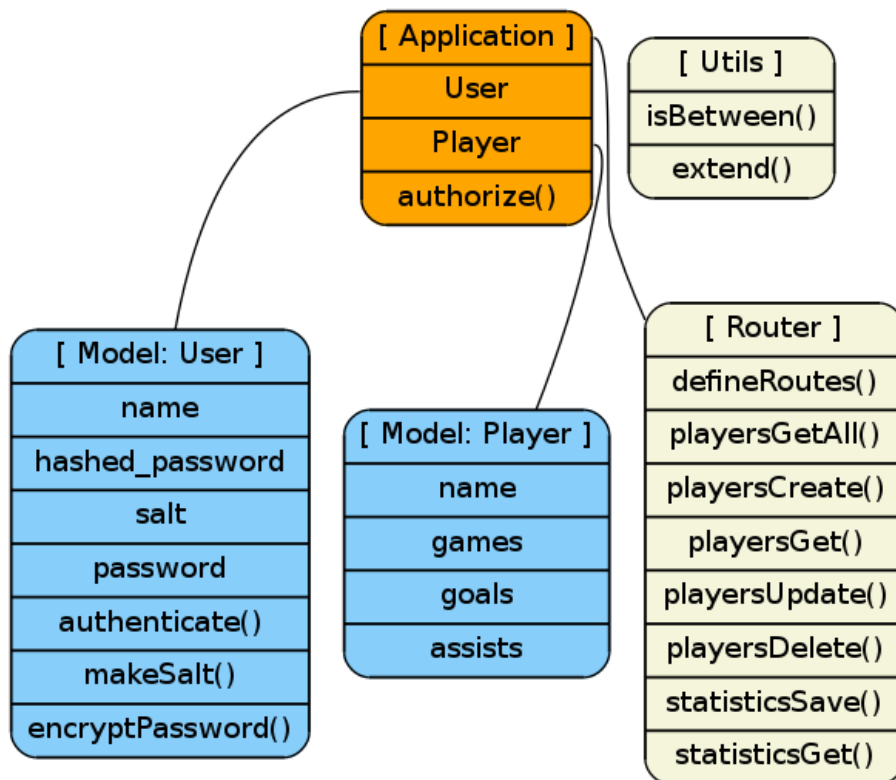 [ Application ]
User
Player
authorize()
[ Utils ]
isBetween()
extend()
[ Model: User ]
name
hashed_password
salt
password
authenticate()
makeSalt()
encryptPassword()
[ Model: Player ]
name
games
goals
assists
[ Router ]
defineRoutes()
playersGetAll()
playersCreate()
playersGet()
playersUpdate()
playersDelete()
statisticsSave()
statisticsGet()